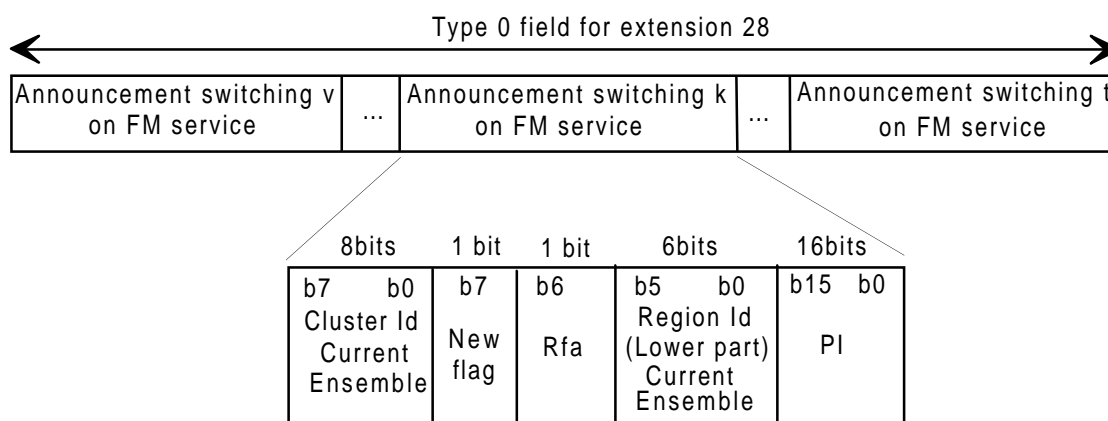 Type 0 field for extension 28
Announcement switching v
on FM service
...
Announcement switching k
on FM service
...
Announcement switching t
on FM service
8bits
1 bit
1 bit
6bits
16bits
b7 b0
Cluster Id
Current
Ensemble
b7
New
flag
b6
Rfa
b5 b0
Region Id
(Lower part)
Current
Ensemble
b15 b0
PI